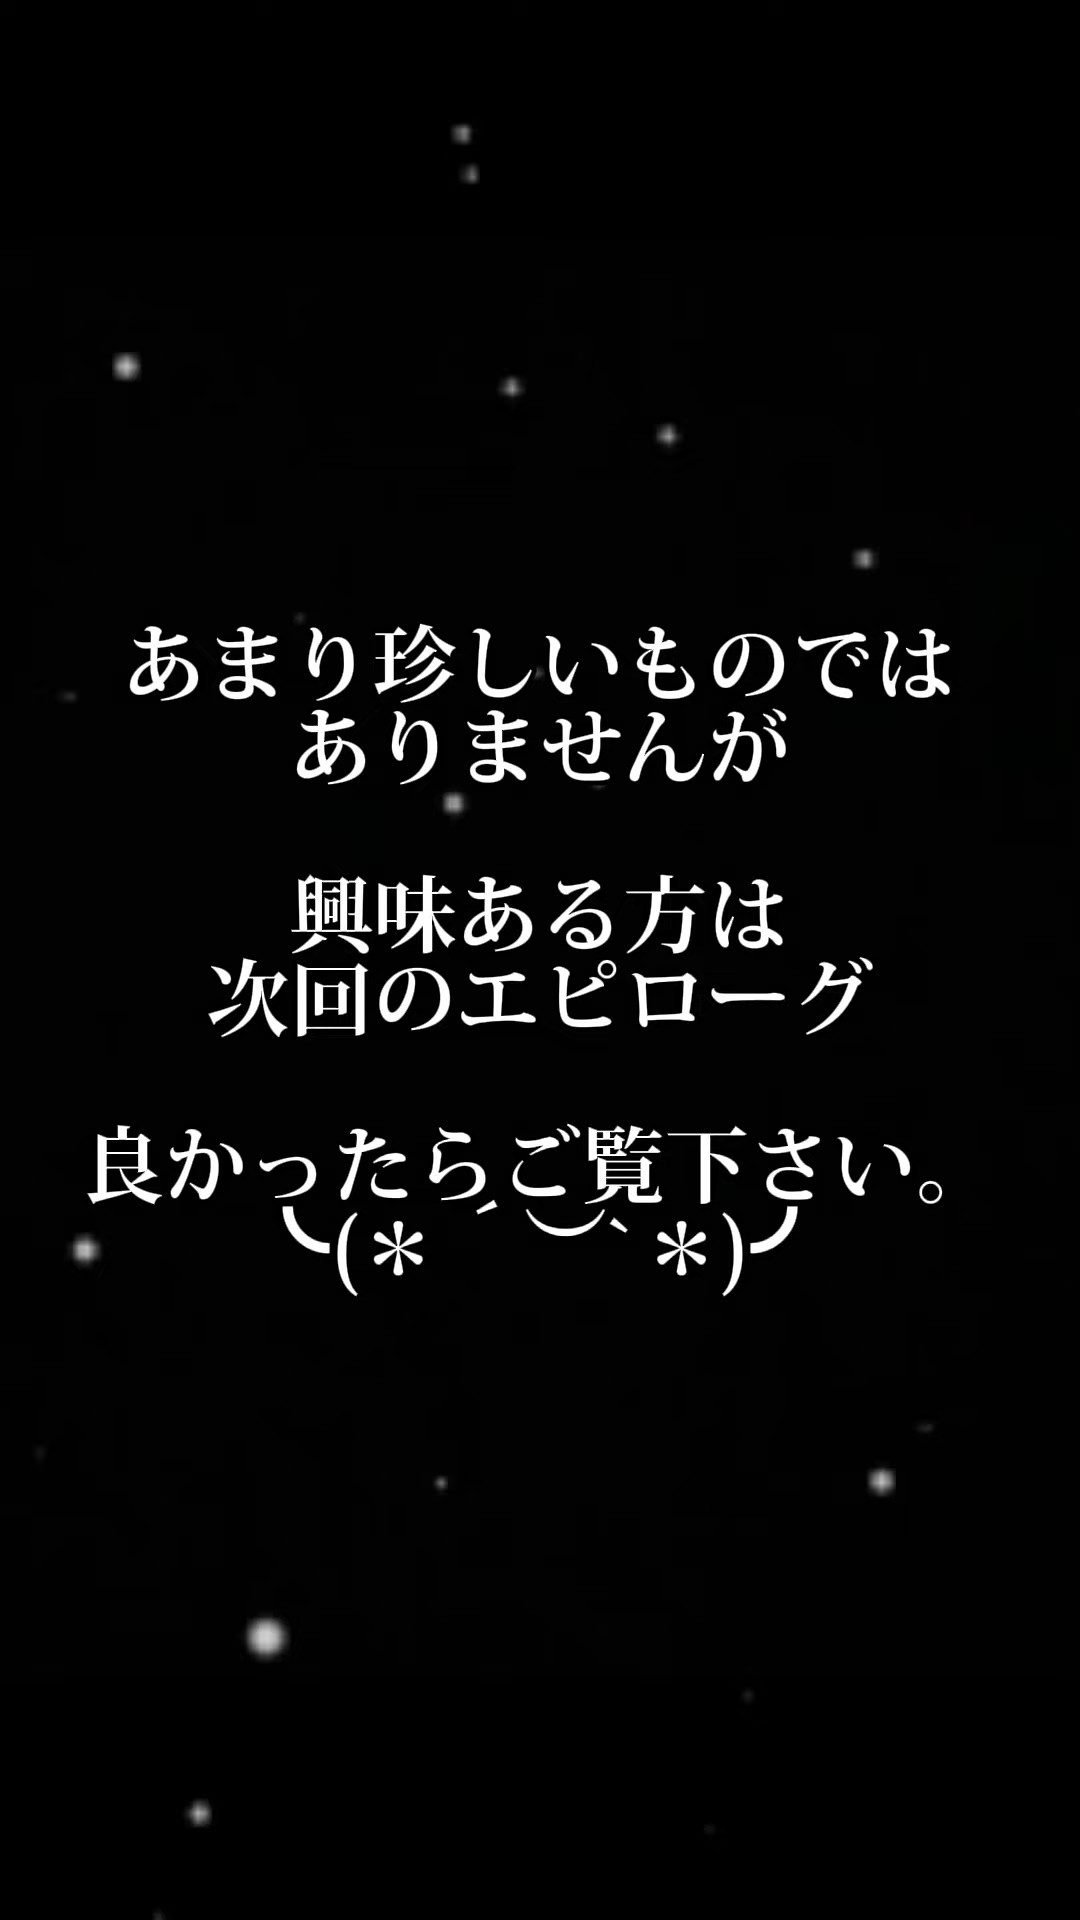 あまり珍しいものでは
ありませんが
興味ある方は
次回のエピローグ
良かったらご覧下さい。
╰(＊ˊ︶ˋ＊)╯